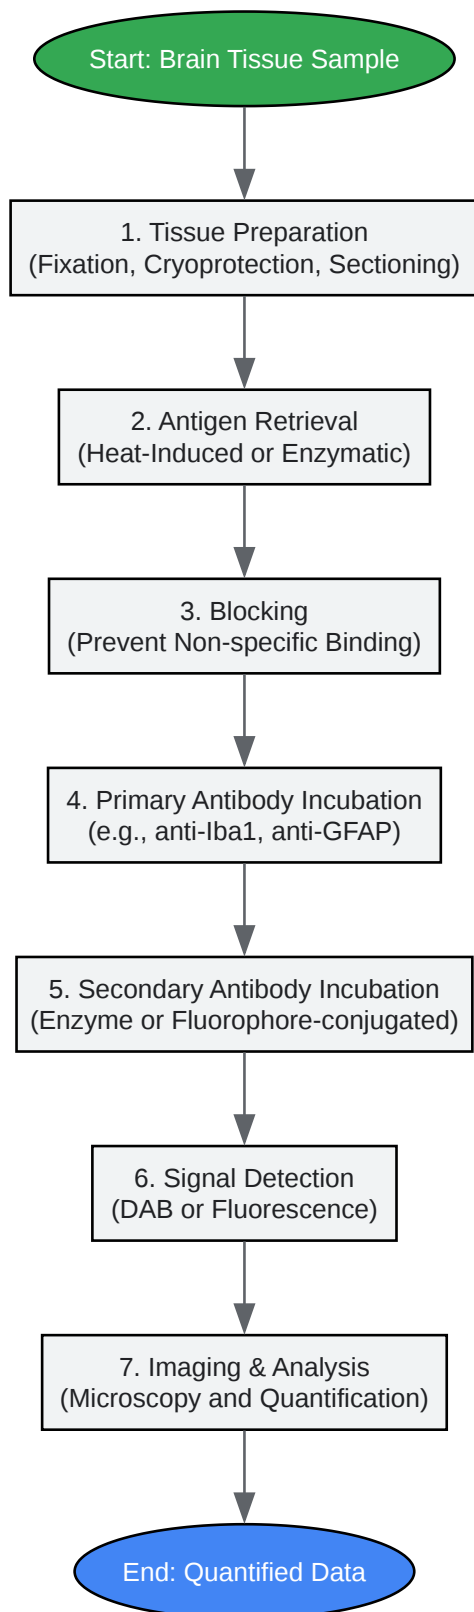 Start: Brain Tissue Sample
1. Tissue Preparation
(Fixation, Cryoprotection, Sectioning)
2. Antigen Retrieval
(Heat-Induced or Enzymatic)
3. Blocking
(Prevent Non-specific Binding)
4. Primary Antibody Incubation
(e.g., anti-Iba1, anti-GFAP)
5. Secondary Antibody Incubation
(Enzyme or Fluorophore-conjugated)
6. Signal Detection
(DAB or Fluorescence)
7. Imaging & Analysis
(Microscopy and Quantification)
End: Quantified Data